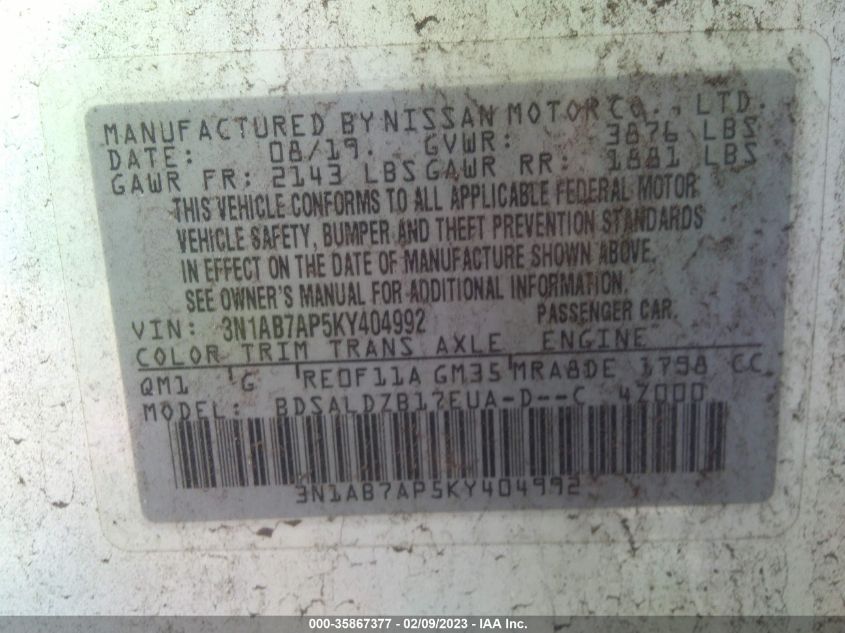 MANUFACTURED BY NISSAN MOTOR CO., LTD.
DATE: 08/19. GVWR: 3876 LBS
GAWR FR: 2143 LBS GAWR RR: 1881 LBS
THIS VEHICLE CONFORMS TO ALL APPLICABLE FEDERAL MOTOR
VEHICLE SAFETY, BUMPER AND THEFT PREVENTION STANDARDS
IN EFFECT ON THE DATE OF MANUFACTURE SHOWN ABOVE.
SEE OWNER'S MANUAL FOR ADDITIONAL INFORMATION.
VIN: 3N1AB7AP5KY404992 PASSENGER CAR.
COLOR TRIM TRANS AXLE ENGINE
QM1 G RE0F11A GM35 MRA8DE 1798 CC
MODEL: BDSALDZB17EUA-D--C 4Z000
3N1AB7AP5KY404992
000-35867377 - 02/09/2023 - IAA Inc.